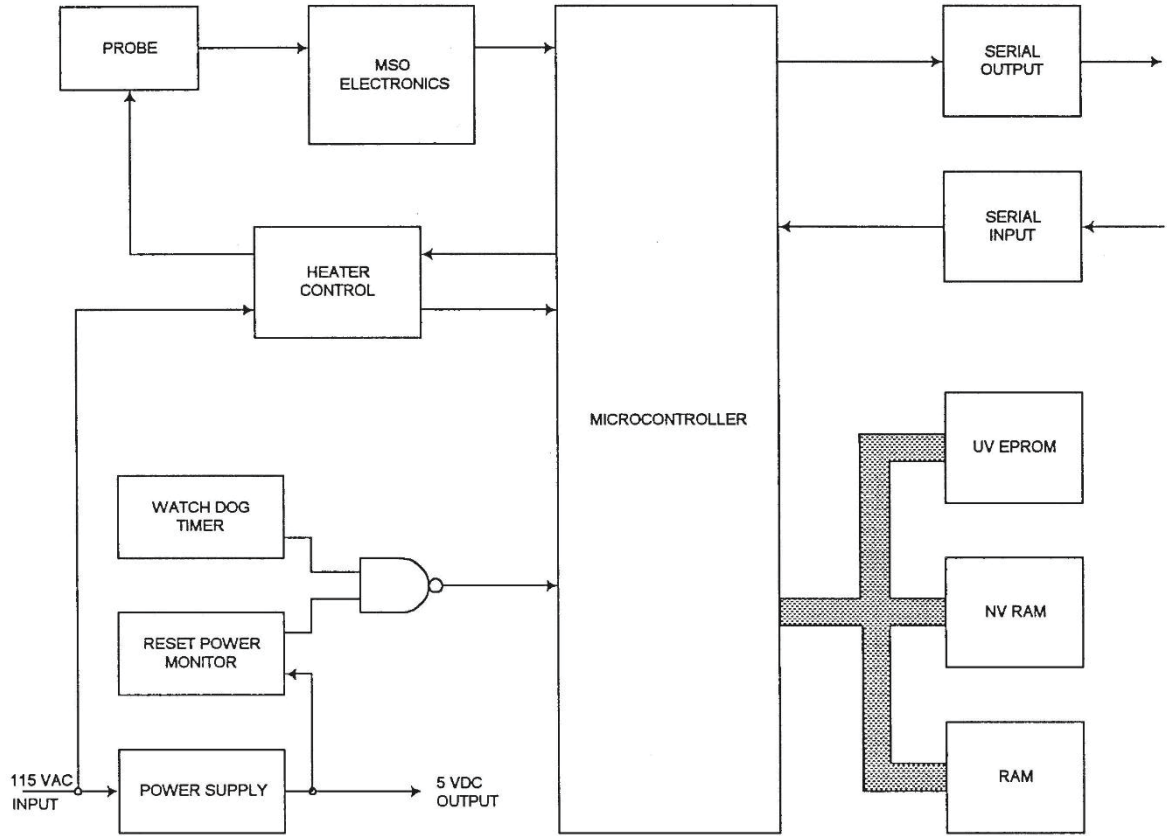 PROBE
MSO
ELECTRONICS
SERIAL
OUTPUT
SERIAL
INPUT
HEATER
CONTROL
MICROCONTROLLER
UV EPROM
WATCH DOG
TIMER
NV RAM
RESET POWER
MONITOR
RAM
115 VAC
INPUT
POWER SUPPLY
5 VDC
OUTPUT